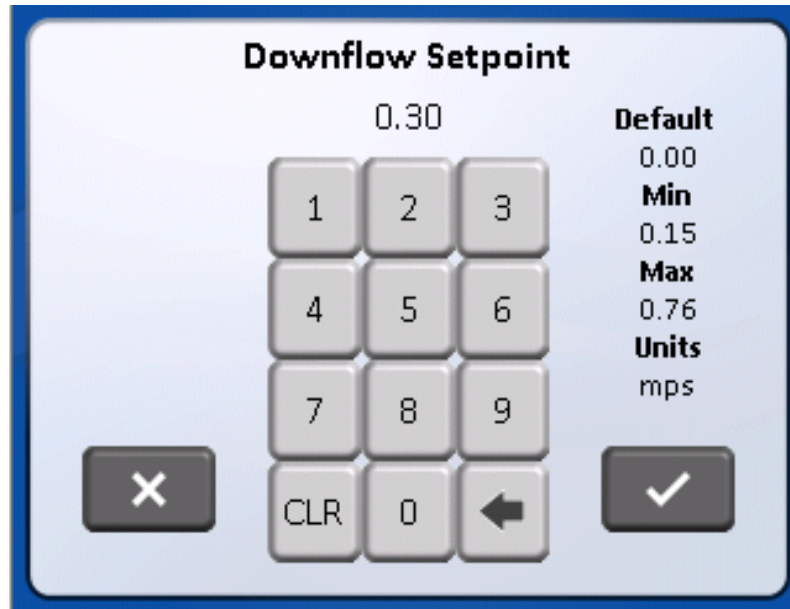 Downflow Setpoint
0.30
Default
0.00
Min
0.15
Max
0.76
Units
mps
1 2 3
4 5 6
7 8 9
CLR 0